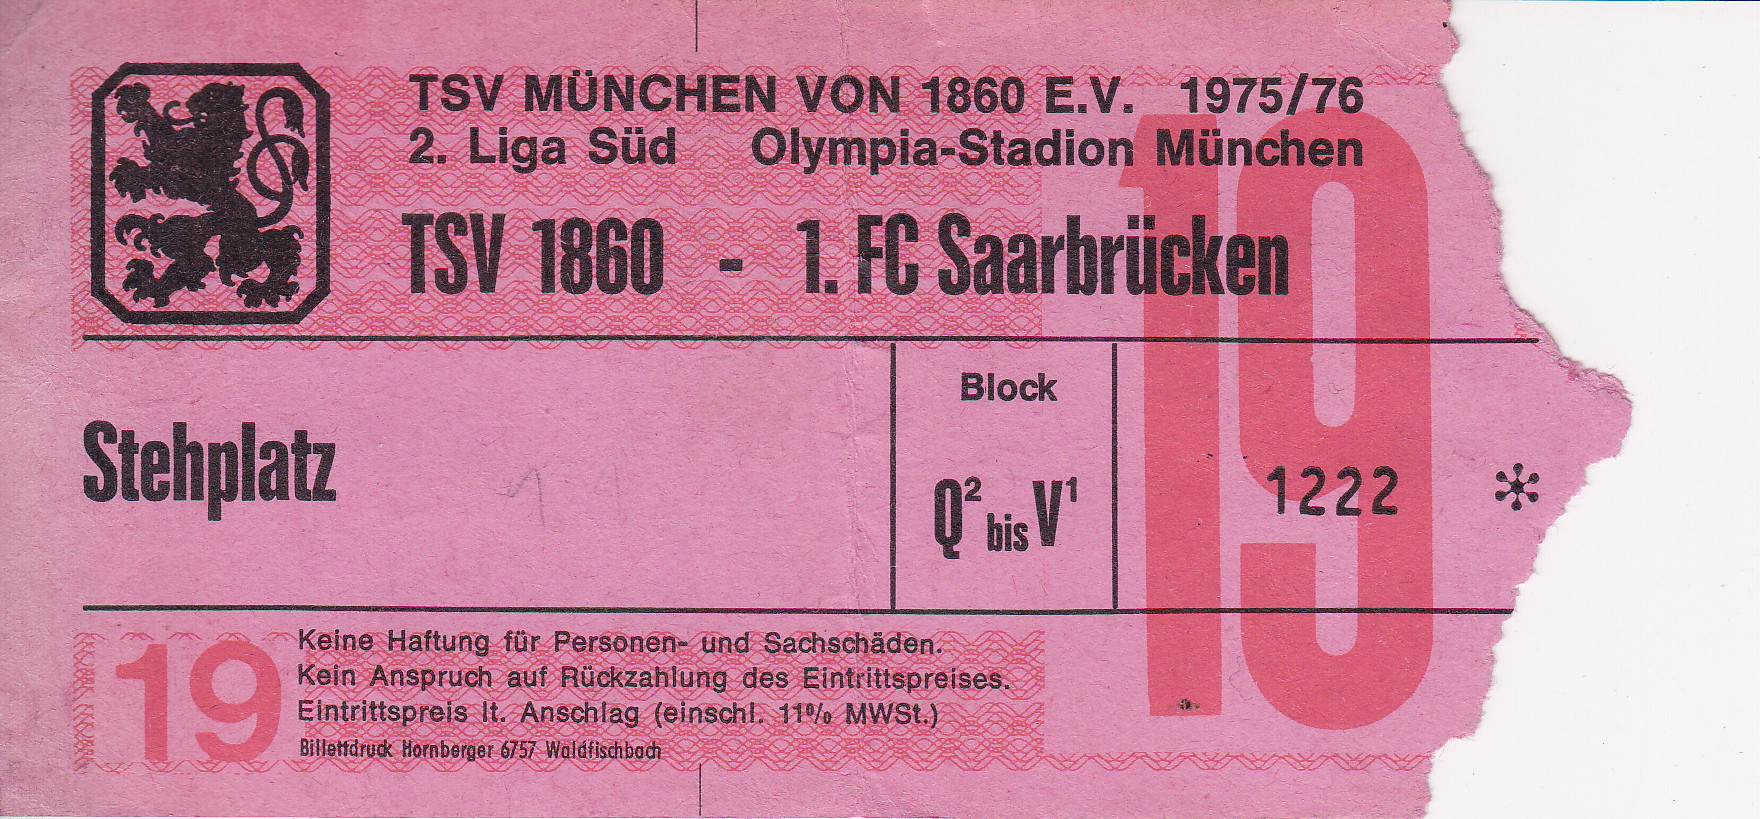 TSV MÜNCHEN VON 1860 E.V. 1975/76
2. Liga Süd Olympia-Stadion München
TSV 1860 - 1. FC Saarbrücken
Stehplatz
Block
Q² bis V¹
19
1222 *
19
Keine Haftung für Personen- und Sachschäden.
Kein Anspruch auf Rückzahlung des Eintrittspreises.
Eintrittspreis lt. Anschlag (einschl. 11% MWSt.)
Billettdruck Hornberger 6757 Waldfischbach